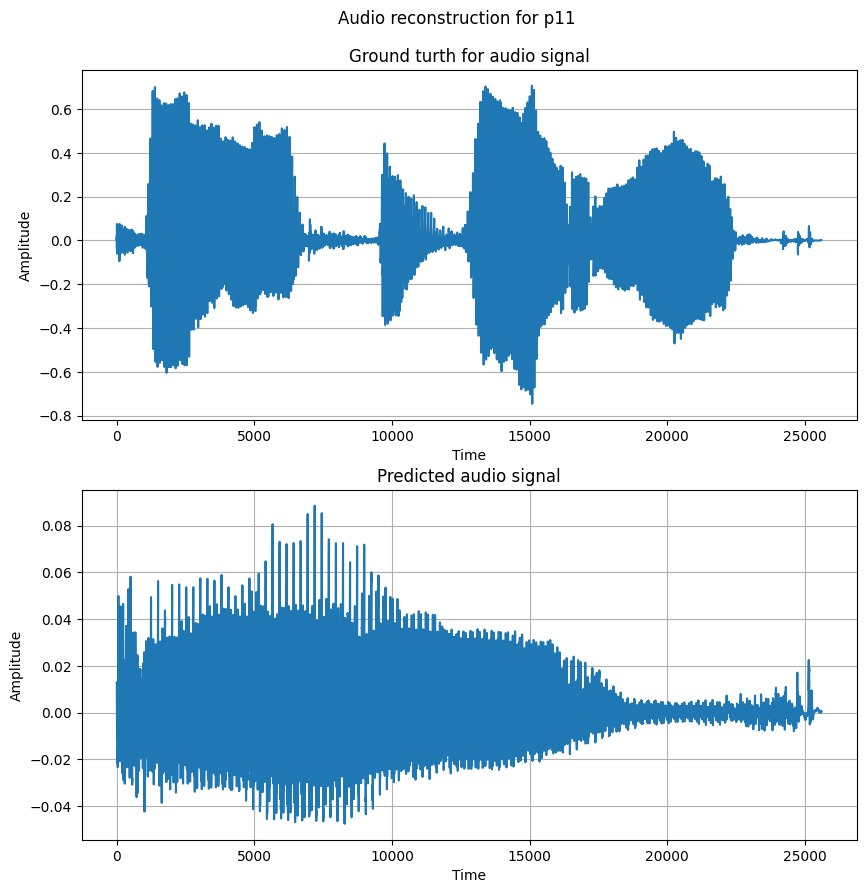 Audio reconstruction for p11
Ground turth for audio signal
0.6
0.4
0.2
0.0
−0.2
−0.4
−0.6
−0.8
Amplitude
0 5000 10000 15000 20000 25000
Time
Predicted audio signal
0.08
0.06
0.04
0.02
0.00
−0.02
−0.04
Amplitude
0 5000 10000 15000 20000 25000
Time